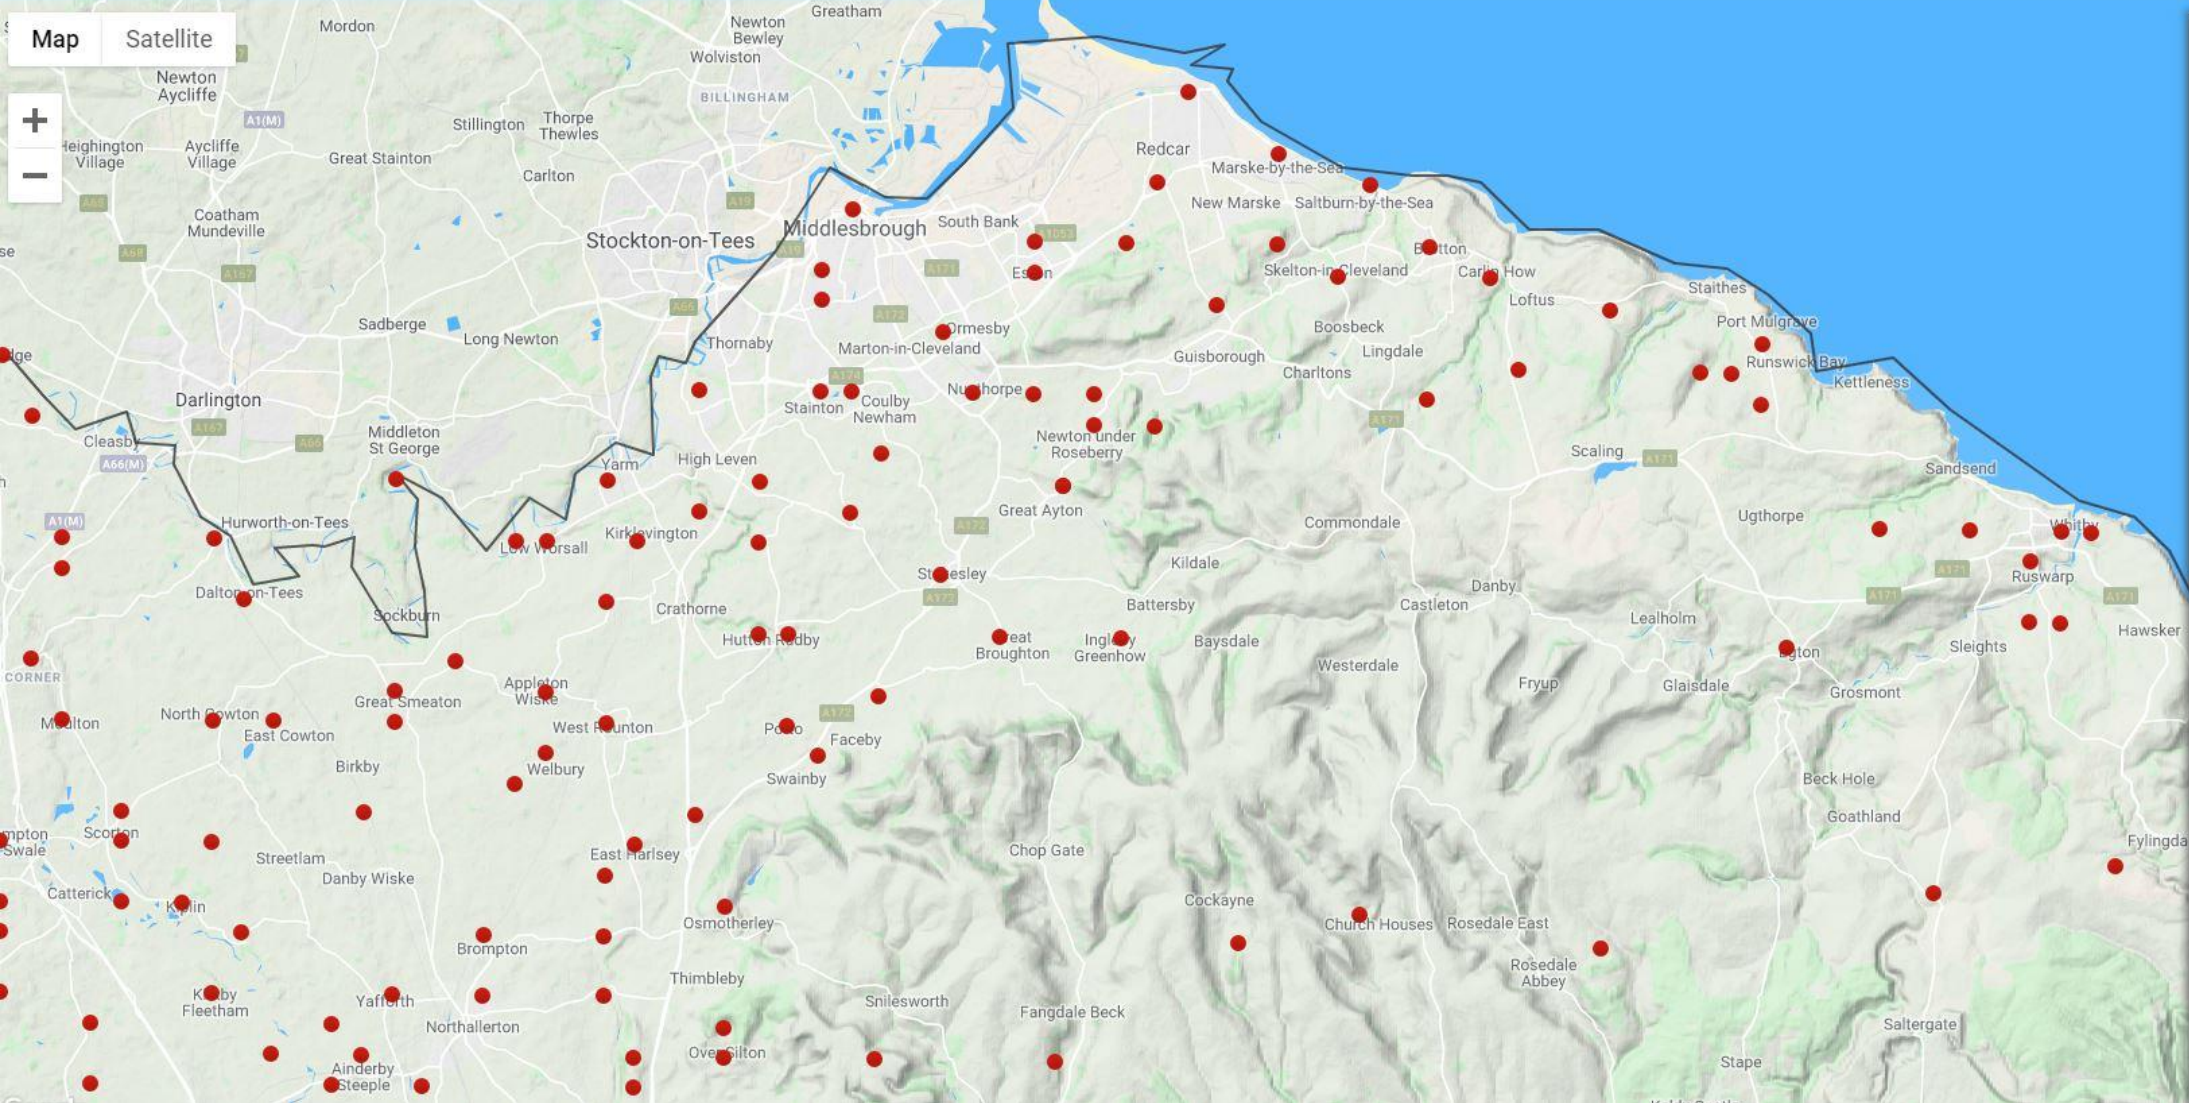 Map
Satellite
Mordon
Greatham
Newton
Bewley
Wolviston
Newton
Aycliffe
BILLINGHAM
A1(M)
Stillington
Thorpe
Thewles
Heighington
Village
Aycliffe
Village
Great Stainton
Carlton
Redcar
Marske-by-the-Sea
A68
A19
New Marske
Saltburn-by-the-Sea
Coatham
Mundeville
Middlesbrough
South Bank
A1053
Stockton-on-Tees
A19
A68
A167
A171
Eston
Skelton-in-Cleveland
Brotton
Carlin How
Loftus
Staithes
A66
A172
Sadberge
Long Newton
Thornaby
Ormesby
Marton-in-Cleveland
Boosbeck
Lingdale
Guisborough
Charltons
Port Mulgrave
Runswick Bay
Kettleness
Darlington
A174
Nunthorpe
Stainton
Coulby
Newham
A167
A66
Cleasby
A66(M)
Middleton
St George
A171
Newton under
Roseberry
Scaling
A171
Yarm
High Leven
Sandsend
A1(M)
Hurworth-on-Tees
Great Ayton
Commondale
Ugthorpe
Whitby
A172
Kirklevington
Low Worsall
Kildale
Stokesley
A172
Danby
A171
Ruswarp
Dalton-on-Tees
Sockburn
Crathorne
Battersby
Castleton
A171
A171
Lealholm
Hawsker
Hutton Rudby
Great
Broughton
Ingleby
Greenhow
Baysdale
Westerdale
Egton
Sleights
CORNER
Appleton
Wiske
Fryup
Glaisdale
Grosmont
Great Smeaton
Moulton
North Cowton
East Cowton
West Rounton
A172
Potto
Faceby
Birkby
Welbury
Swainby
Beck Hole
Goathland
Scorton
mpton
-Swale
Streetlam
East Harlsey
Chop Gate
Fylingda
Danby Wiske
Catterick
Kiplin
Cockayne
Osmotherley
Church Houses
Rosedale East
Brompton
Thimbleby
Rosedale
Abbey
Kirkby
Fleetham
Yafforth
Snilesworth
Fangdale Beck
Northallerton
Saltergate
Over Silton
Ainderby
Steeple
Stape